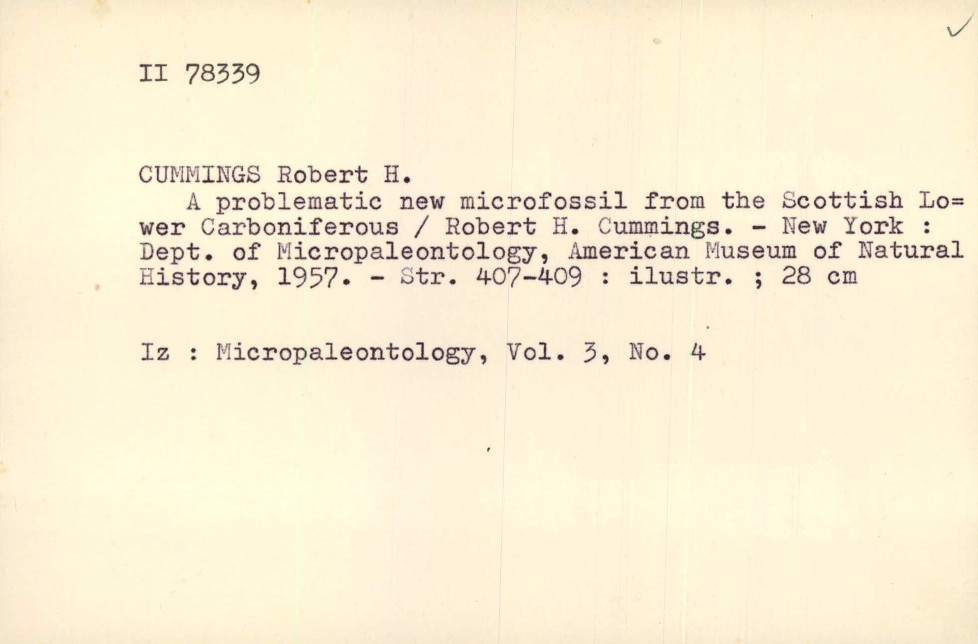 II 78339
CUMMINGS Robert H.
A problematic new microfossil from the Scottish Lo=
wer Carboniferous / Robert H. Cummings. - New York :
Dept. of Micropaleontology, American Museum of Natural
History, 1957. - Str. 407-409 : ilustr. ; 28 cm
Iz : Micropaleontology, Vol. 3, No. 4